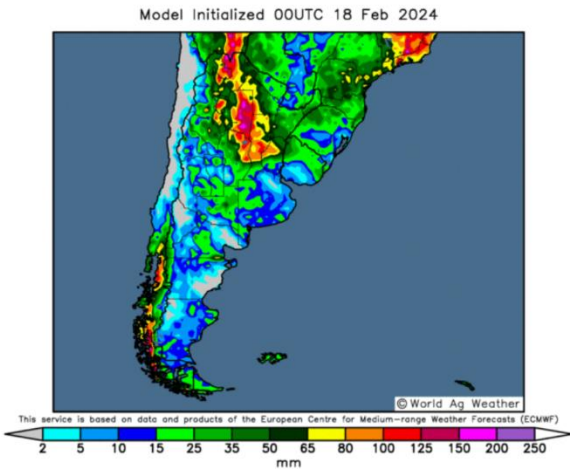 Model Initialized 00UTC 18 Feb 2024
© World Ag Weather
This service is based on data and products of the European Centre for Medium-range Weather Forecasts (ECMWF)
2 5 10 15 25 35 50 65 80 100 125 150 200 250
mm